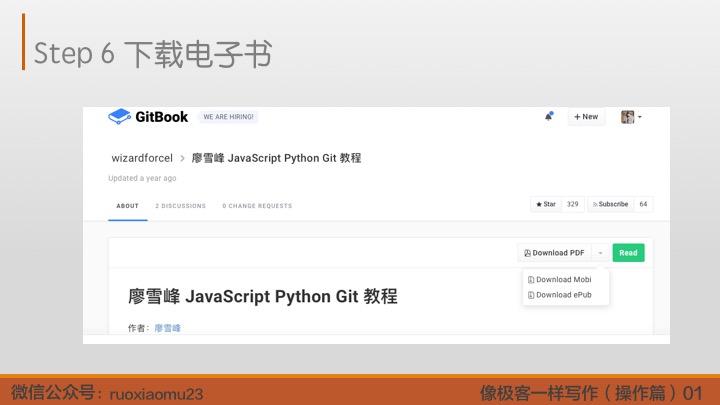 Step 6 下载电子书
GitBook WE ARE HIRING! + New
wizardforcel > 廖雪峰 JavaScript Python Git 教程
Updated a year ago
ABOUT 2 DISCUSSIONS 0 CHANGE REQUESTS Star 329 Subscribe 64
Download PDF Read
Download Mobi
Download ePub
廖雪峰 JavaScript Python Git 教程
作者：廖雪峰
微信公众号：ruoxiaomu23 像极客一样写作（操作篇）01